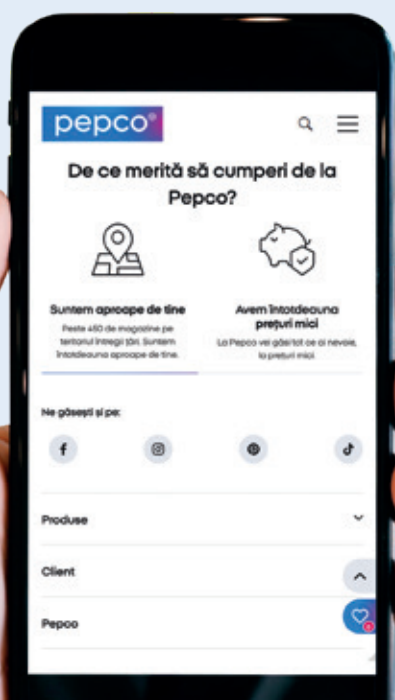 pepco®
De ce merită să cumperi de la
Pepco?
Suntem aproape de tine
Peste 450 de magazine pe
teritoriul întregii țări. Suntem
întotdeauna aproape de tine.
Avem întotdeauna
prețuri mici
La Pepco vei găsi tot ce ai nevoie,
la prețuri mici.
Ne găsești și pe:
Produse
Client
Pepco